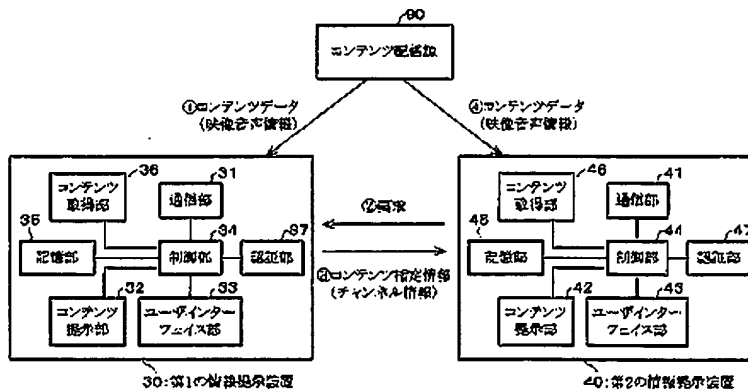 90
コンテンツ配信源
①コンテンツデータ
(映像音声情報)
④コンテンツデータ
(映像音声情報)
36
コンテンツ
取得部
31
通信部
35
記憶部
34
制御部
37
認証部
32
コンテンツ
提示部
33
ユーザインター
フェイス部
30:第1の情報提示装置
②要求
③コンテンツ指定情報
(チャンネル情報)
46
コンテンツ
取得部
41
通信部
45
記憶部
44
制御部
47
認証部
42
コンテンツ
提示部
43
ユーザインター
フェイス部
40:第2の情報提示装置